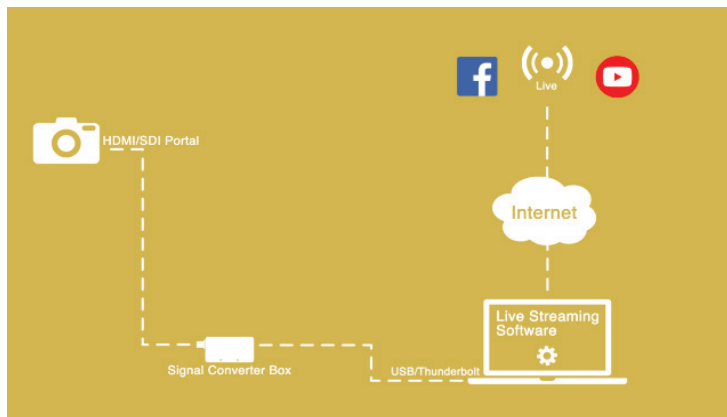 Live
HDMI/SDI Portal
Internet
Live Streaming
Software
Signal Converter Box
USB/Thunderbolt